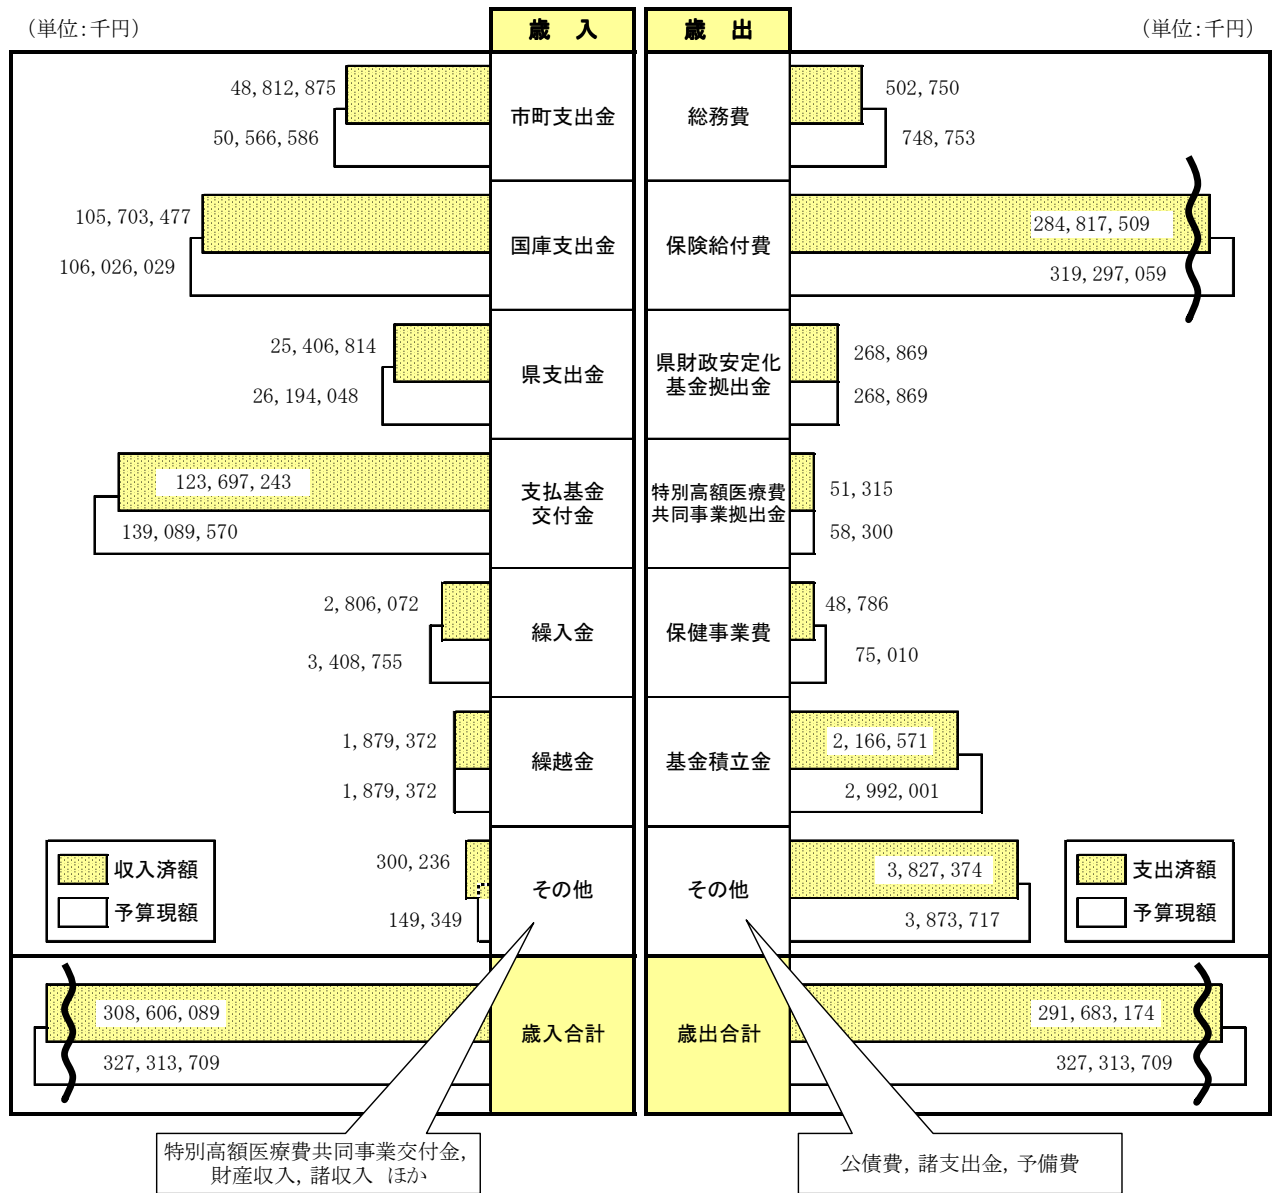 (単位:千円)
歳 入
歳 出
(単位:千円)
48,812,875
50,566,586
市町支出金
総務費
502,750
748,753
105,703,477
106,026,029
国庫支出金
保険給付費
284,817,509
319,297,059
25,406,814
26,194,048
県支出金
県財政安定化
基金拠出金
268,869
268,869
123,697,243
139,089,570
支払基金
交付金
特別高額医療費
共同事業拠出金
51,315
58,300
2,806,072
3,408,755
繰入金
保健事業費
48,786
75,010
1,879,372
1,879,372
繰越金
基金積立金
2,166,571
2,992,001
収入済額
予算現額
300,236
149,349
その他
その他
3,827,374
3,873,717
支出済額
予算現額
308,606,089
327,313,709
歳入合計
歳出合計
291,683,174
327,313,709
特別高額医療費共同事業交付金,
財産収入, 諸収入 ほか
公債費, 諸支出金, 予備費